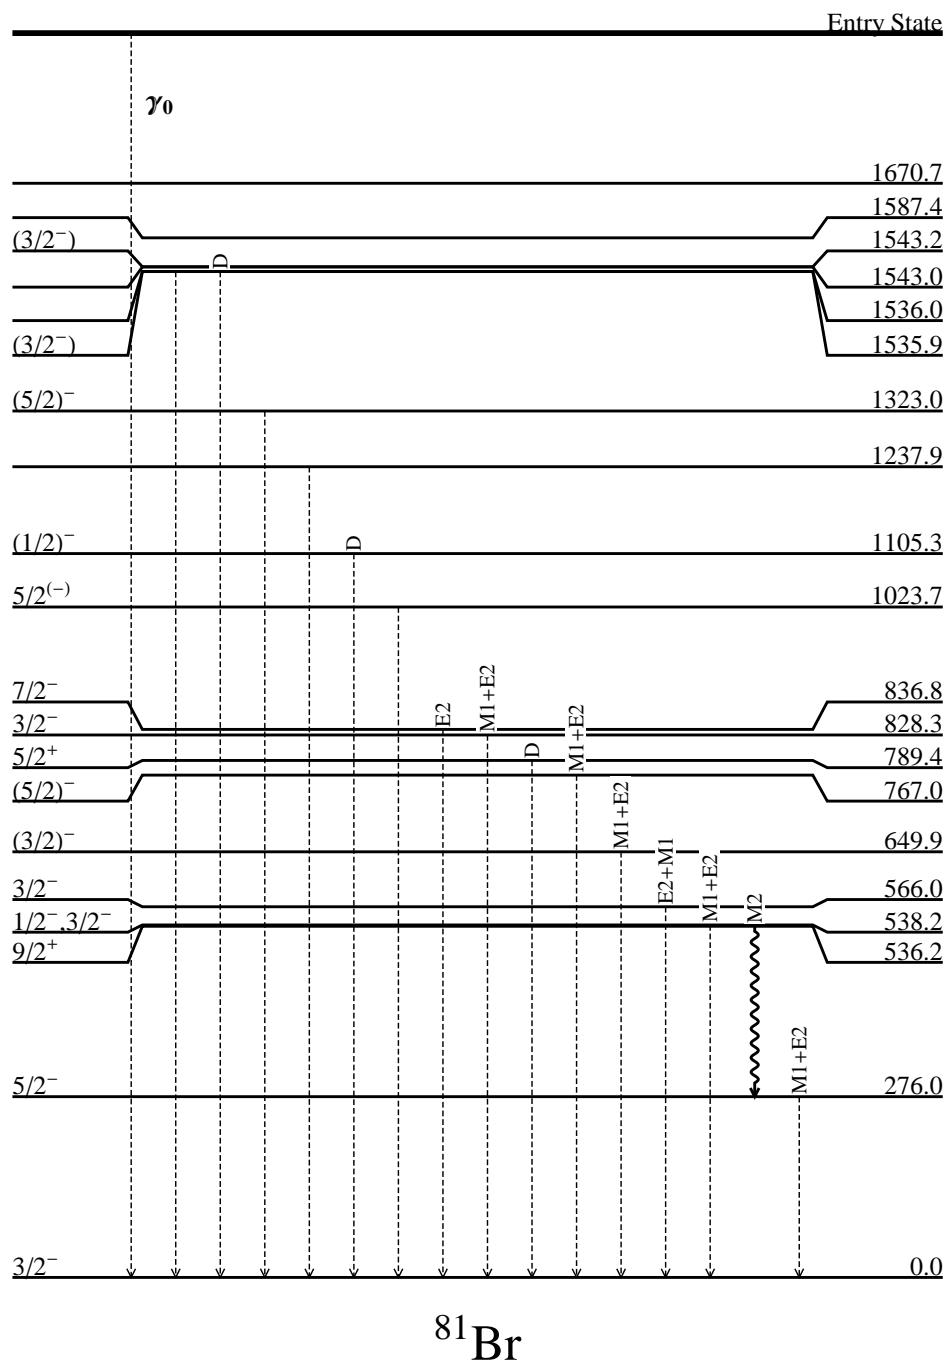 Entry State
γ₀
1670.7
1587.4
(3/2⁻) 1543.2
1543.0
1536.0
(3/2⁻) 1535.9
D
(5/2)⁻ 1323.0
1237.9
(1/2)⁻ 1105.3
D
5/2⁽⁻⁾ 1023.7
7/2⁻ 836.8
3/2⁻ 828.3
5/2⁺ 789.4
(5/2)⁻ 767.0
E2
M1+E2
D
M1+E2
(3/2)⁻ 649.9
M1+E2
3/2⁻ 566.0
1/2⁻,3/2⁻ 538.2
9/2⁺ 536.2
E2+M1
M1+E2
M2
5/2⁻ 276.0
M1+E2
3/2⁻ 0.0
⁸¹Br